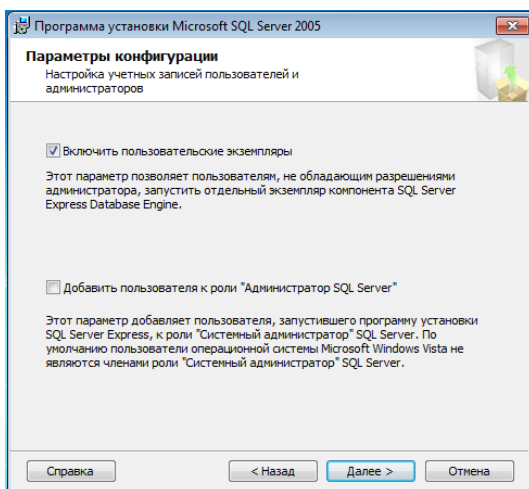 Программа установки Microsoft SQL Server 2005
Параметры конфигурации
Настройка учетных записей пользователей и
администраторов
Включить пользовательские экземпляры
Этот параметр позволяет пользователям, не обладающим разрешениями
администратора, запустить отдельный экземпляр компонента SQL Server
Express Database Engine.
Добавить пользователя к роли "Администратор SQL Server"
Этот параметр добавляет пользователя, запустившего программу установки
SQL Server Express, к роли "Системный администратор" SQL Server. По
умолчанию пользователи операционной системы Microsoft Windows Vista не
являются членами роли "Системный администратор" SQL Server.
Справка
< Назад
Далее >
Отмена